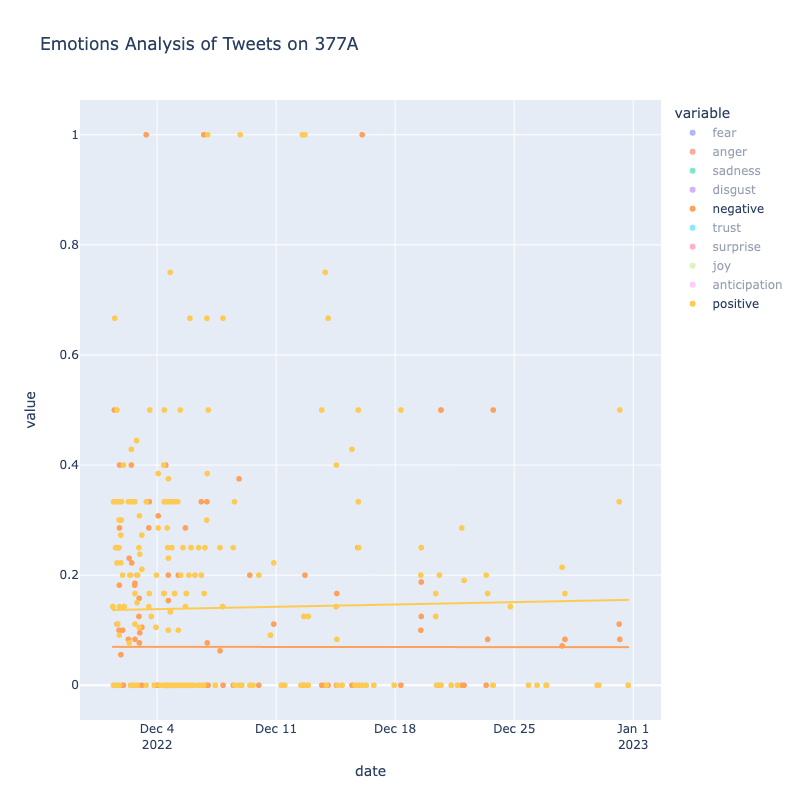 Emotions Analysis of Tweets on 377A
variable
fear
anger
sadness
disgust
negative
trust
surprise
joy
anticipation
positive
value
1
0.8
0.6
0.4
0.2
0
Dec 4
2022
Dec 11
Dec 18
Dec 25
Jan 1
2023
date